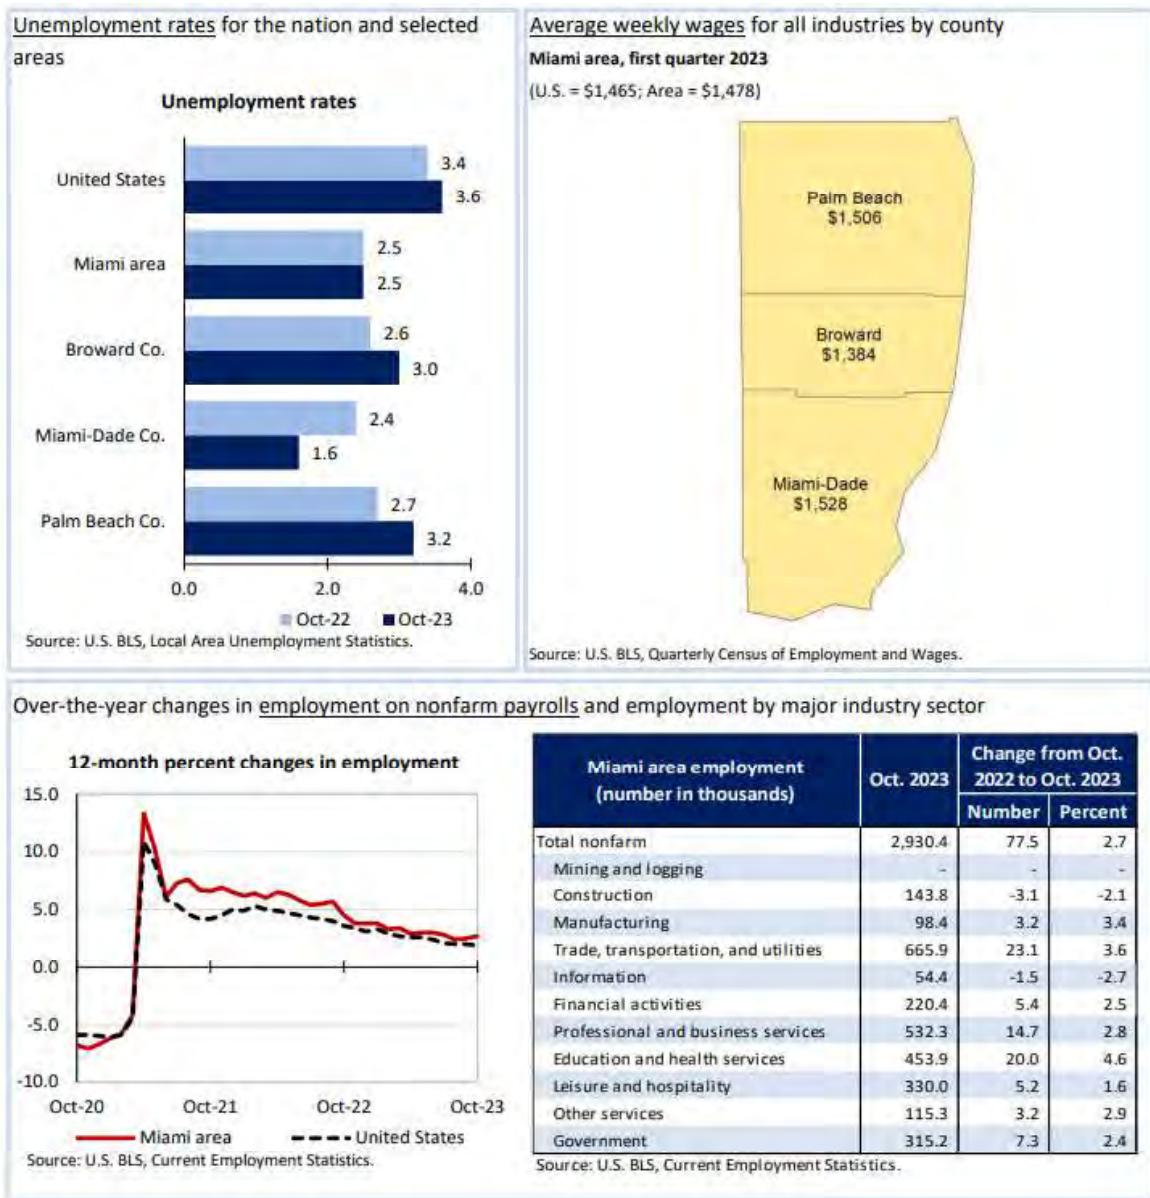 Unemployment rates for the nation and selected
areas
Unemployment rates
United States
3.4
3.6
Miami area
2.5
2.5
Broward Co.
2.6
3.0
Miami-Dade Co.
2.4
1.6
Palm Beach Co.
2.7
3.2
0.0 2.0 4.0
Oct-22 Oct-23
Source: U.S. BLS, Local Area Unemployment Statistics.
Average weekly wages for all industries by county
Miami area, first quarter 2023
(U.S. = $1,465; Area = $1,478)
Palm Beach
$1,506
Broward
$1,384
Miami-Dade
$1,528
Source: U.S. BLS, Quarterly Census of Employment and Wages.
Over-the-year changes in employment on nonfarm payrolls and employment by major industry sector
12-month percent changes in employment
15.0
10.0
5.0
0.0
-5.0
-10.0
Oct-20 Oct-21 Oct-22 Oct-23
Miami area United States
Source: U.S. BLS, Current Employment Statistics.
Miami area employment
(number in thousands)
Oct. 2023
Change from Oct.
2022 to Oct. 2023
Number Percent
Total nonfarm 2,930.4 77.5 2.7
Mining and logging - - -
Construction 143.8 -3.1 -2.1
Manufacturing 98.4 3.2 3.4
Trade, transportation, and utilities 665.9 23.1 3.6
Information 54.4 -1.5 -2.7
Financial activities 220.4 5.4 2.5
Professional and business services 532.3 14.7 2.8
Education and health services 453.9 20.0 4.6
Leisure and hospitality 330.0 5.2 1.6
Other services 115.3 3.2 2.9
Government 315.2 7.3 2.4
Source: U.S. BLS, Current Employment Statistics.